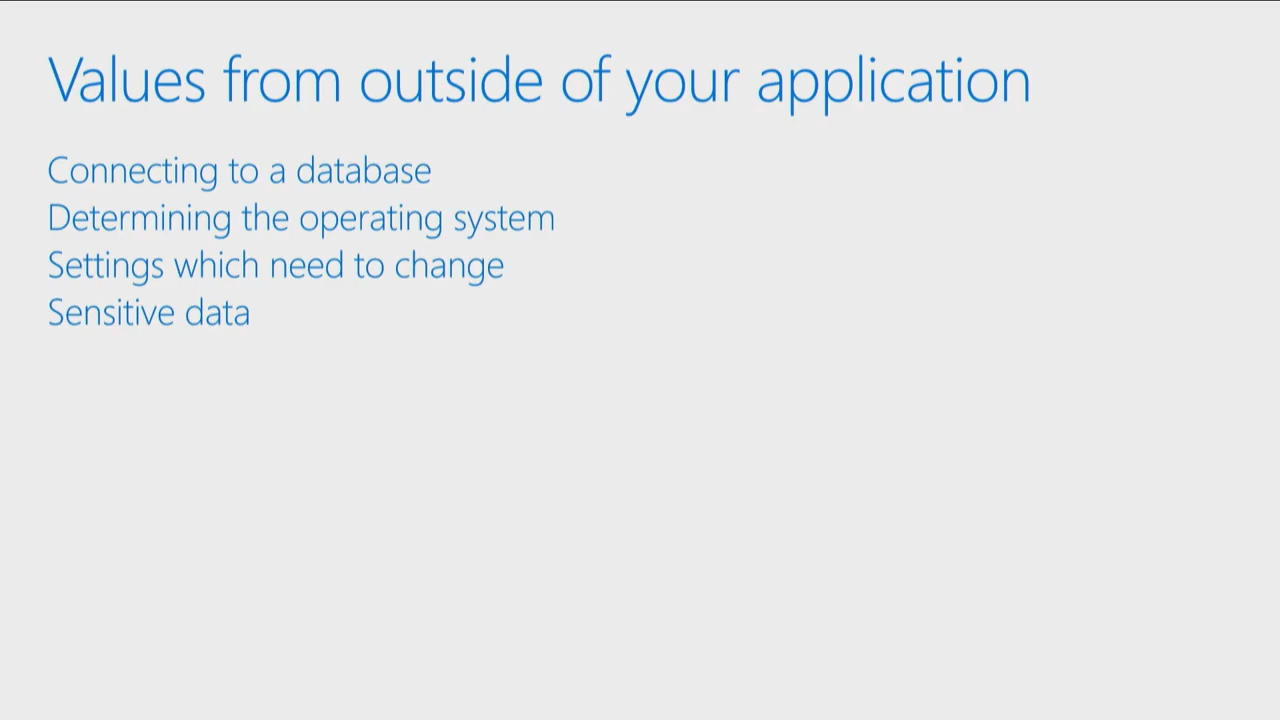 Values from outside of your application
Connecting to a database
Determining the operating system
Settings which need to change
Sensitive data